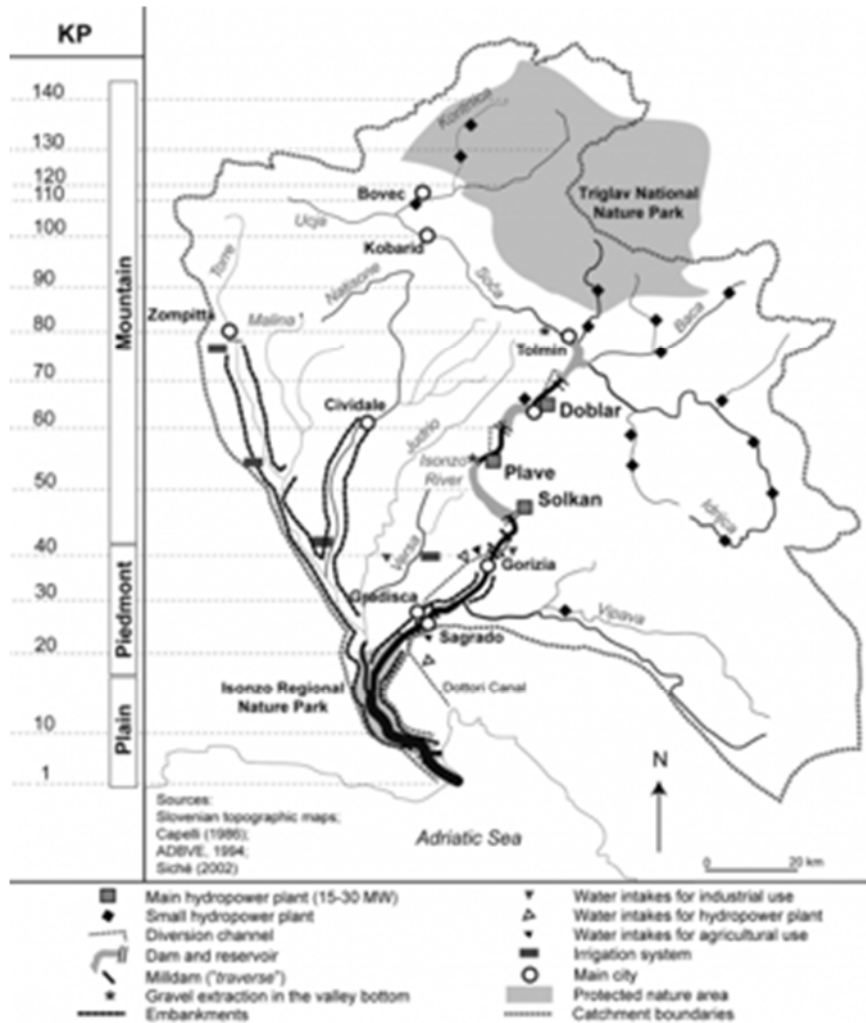 KP
140
130
120
110
100
90
80
70
60
50
40
30
20
10
1
Mountain
Piedmont
Plain
Koritnica
Triglav National
Nature Park
Bovec
Ucja
Kobarid
Torre
Natisone
Soča
Zompitta
Malina
Baca
Tolmin
Cividale
Doblar
Judrio
Isonzo
River
Plave
Solkan
Idrijca
Versa
Gorizia
Gradisca
Vipava
Sagrado
Isonzo Regional
Nature Park
Dottori Canal
N
Sources:
Slovenian topographic maps;
Capelli (1986);
ADBVE, 1994;
Siché (2002)
Adriatic Sea
0 20 km
Main hydropower plant (15-30 MW)
Small hydropower plant
Diversion channel
Dam and reservoir
Milldam ("traverse")
Gravel extraction in the valley bottom
Embankments
Water intakes for industrial use
Water intakes for hydropower plant
Water intakes for agricultural use
Irrigation system
Main city
Protected nature area
Catchment boundaries